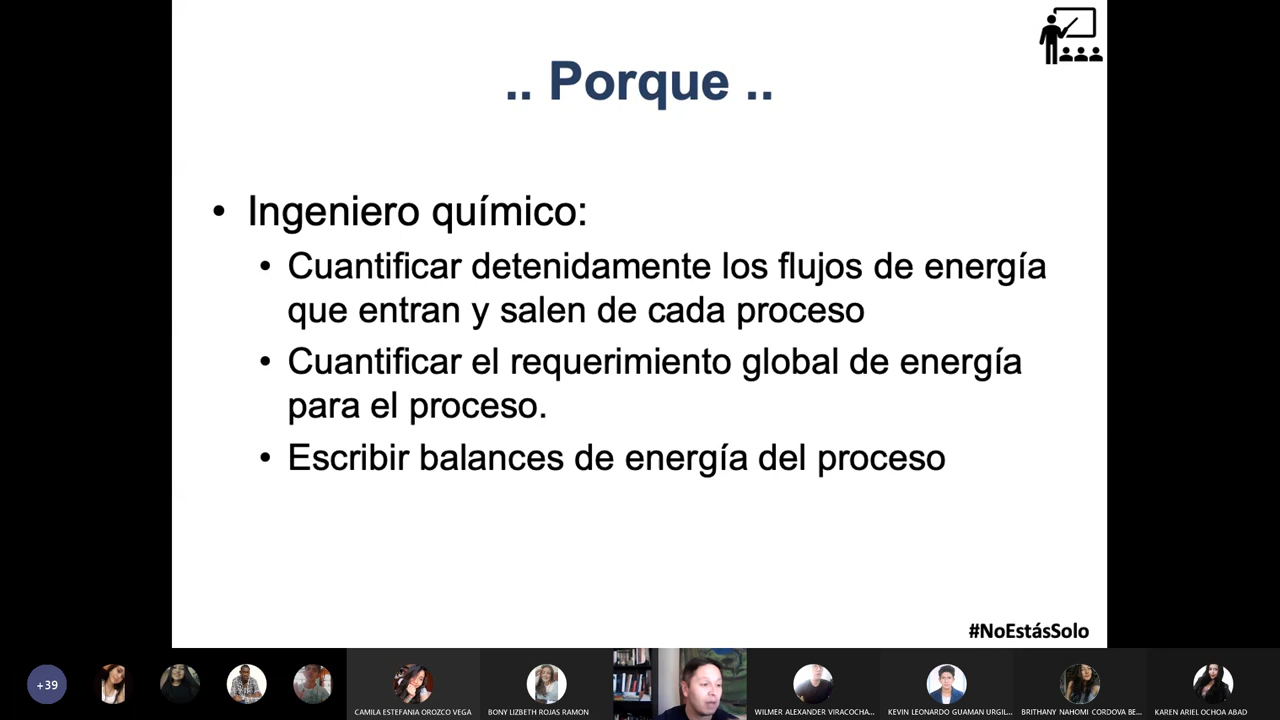 .. Porque ..
• Ingeniero químico:
• Cuantificar detenidamente los flujos de energía
que entran y salen de cada proceso
• Cuantificar el requerimiento global de energía
para el proceso.
• Escribir balances de energía del proceso
#NoEstásSolo
+39
CAMILA ESTEFANIA OROZCO VEGA
BONY LIZBETH ROJAS RAMON
WILMER ALEXANDER VIRACOCHA...
KEVIN LEONARDO GUAMAN URGIL...
BRITHANY NAHOMI CORDOVA BE...
KAREN ARIEL OCHOA ABAD